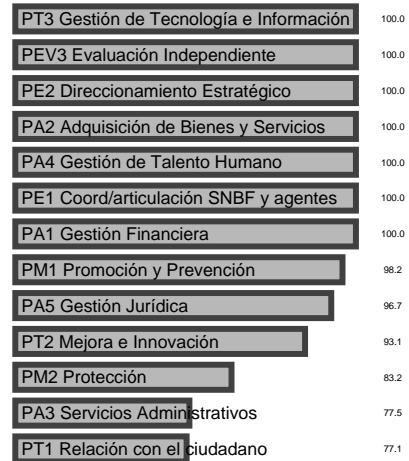 PT3 Gestión de Tecnología e Información 100.0
PEV3 Evaluación Independiente 100.0
PE2 Direccionamiento Estratégico 100.0
PA2 Adquisición de Bienes y Servicios 100.0
PA4 Gestión de Talento Humano 100.0
PE1 Coord/articulación SNBF y agentes 100.0
PA1 Gestión Financiera 100.0
PM1 Promoción y Prevención 98.2
PA5 Gestión Jurídica 96.7
PT2 Mejora e Innovación 93.1
PM2 Protección 83.2
PA3 Servicios Administrativos 77.5
PT1 Relación con el ciudadano 77.1